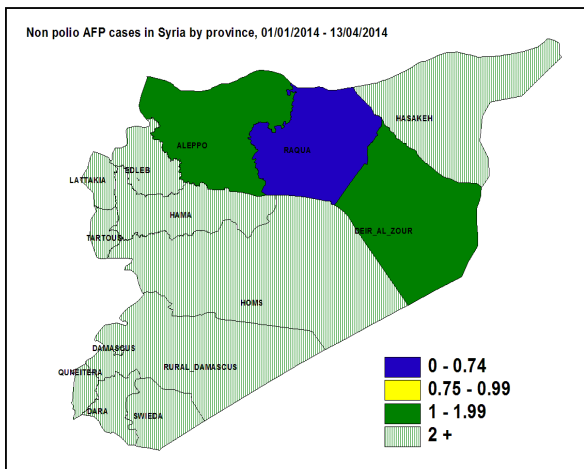 Non polio AFP cases in Syria by province, 01/01/2014 - 13/04/2014
HASAKEH
ALEPPO
RAQUA
EDLEB
LATTAKIA
HAMA
DEIR_AL_ZOUR
TARTOUS
HOMS
DAMASCUS
RURAL_DAMASCUS
QUNEITERA
DARA
SWIEDA
0 - 0.74
0.75 - 0.99
1 - 1.99
2 +